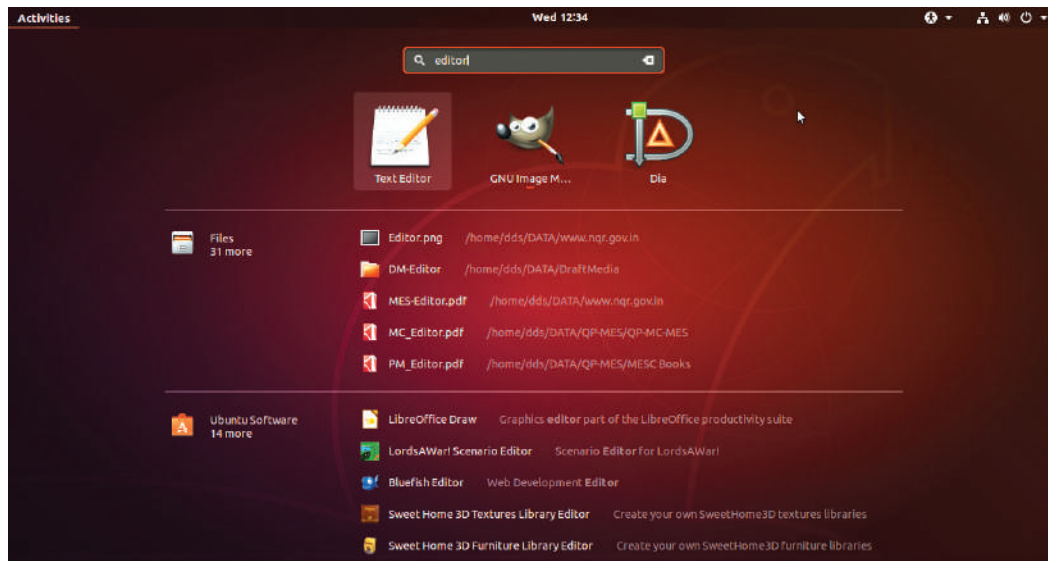 Activities
Wed 12:34
editor
Text Editor
GNU Image M...
Dia
Files
31 more
Editor.png /home/dds/DATA/www.nqr.gov.in
DM-Editor /home/dds/DATA/DraftMedia
MES-Editor.pdf /home/dds/DATA/www.nqr.gov.in
MC_Editor.pdf /home/dds/DATA/QP-MES/QP-MC-MES
PM_Editor.pdf /home/dds/DATA/QP-MES/MESC Books
Ubuntu Software
14 more
LibreOffice Draw Graphics editor part of the LibreOffice productivity suite
LordsAWar! Scenario Editor Scenario Editor for LordsAWar!
Bluefish Editor Web Development Editor
Sweet Home 3D Textures Library Editor Create your own SweetHome3D textures libraries
Sweet Home 3D Furniture Library Editor Create your own SweetHome3D furniture libraries